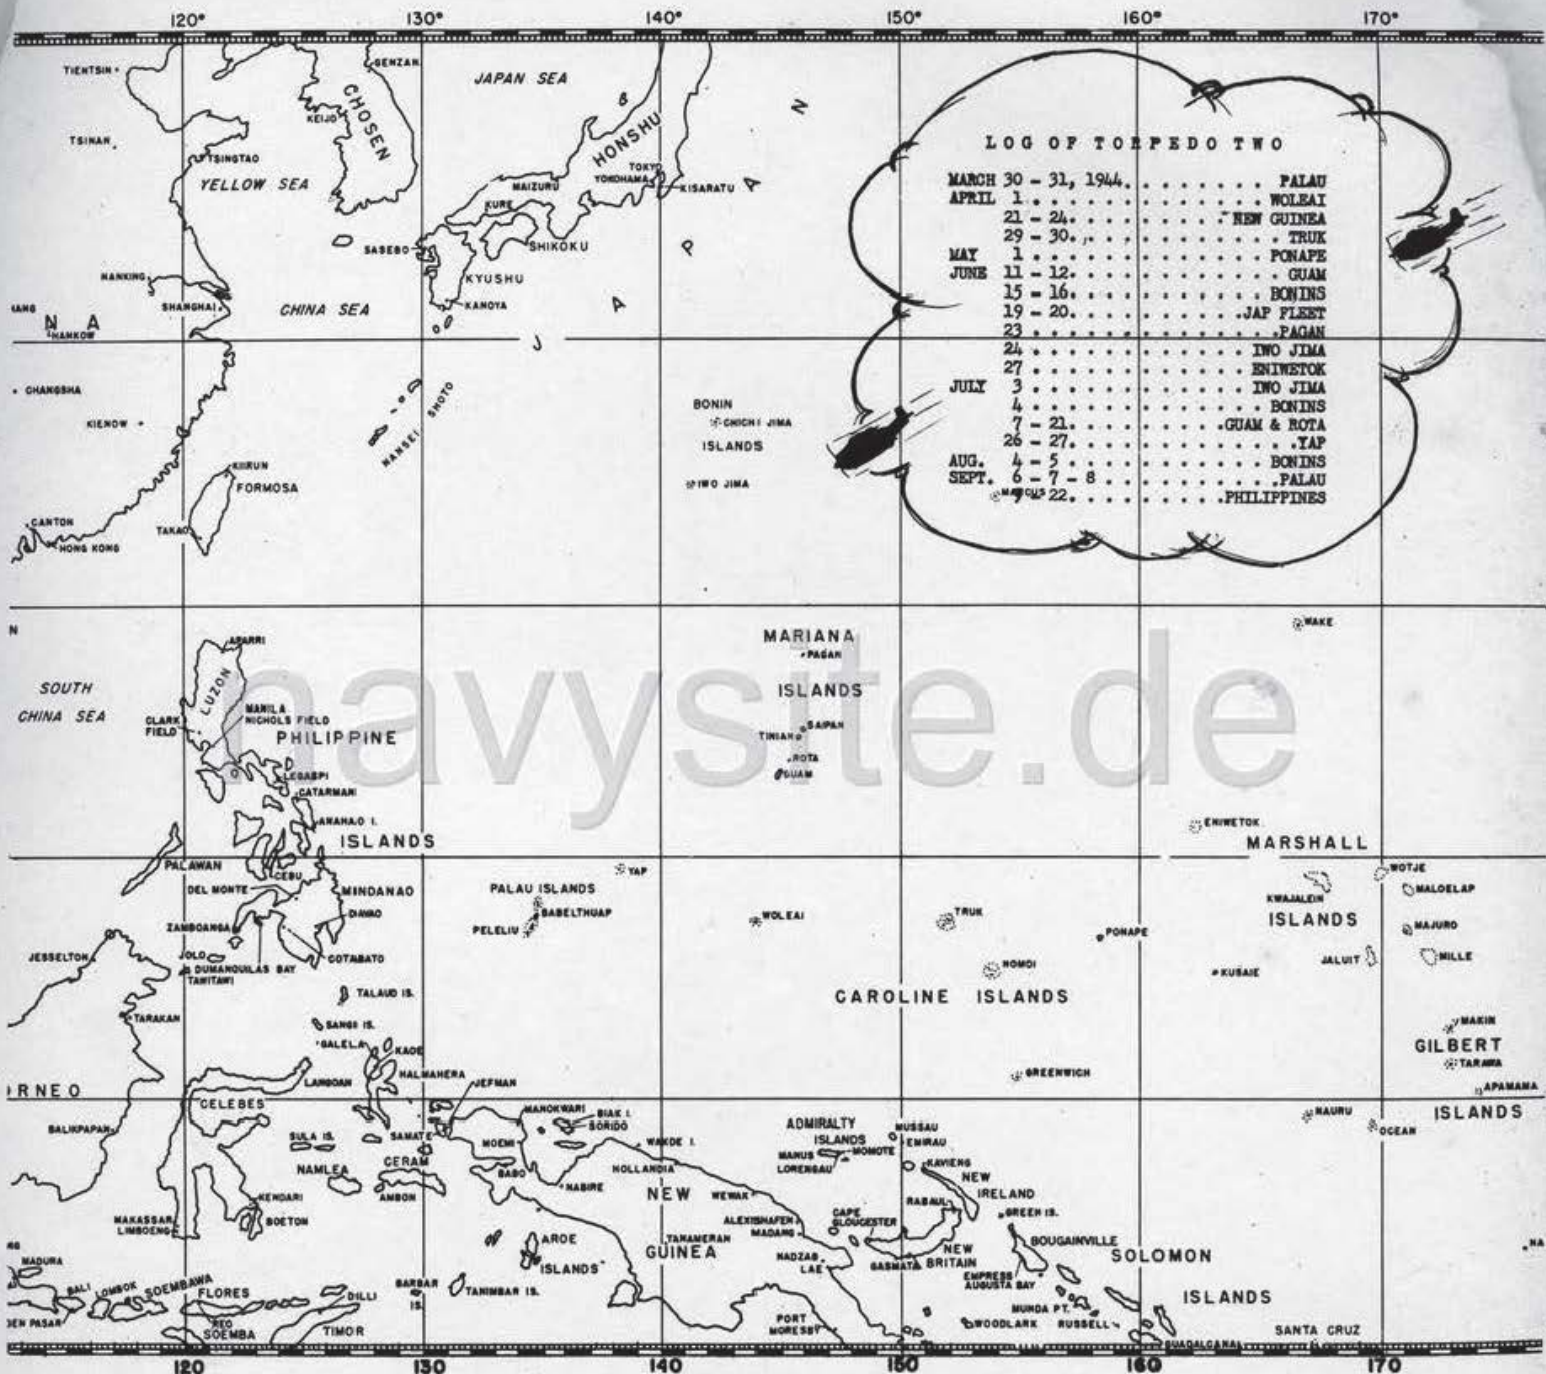 120° 130° 140° 150° 160° 170°
TIENTSIN
GENZAN
JAPAN SEA
CHOSEN
KEIJO
HONSHU
TSINAN
TSINGTAO
YELLOW SEA
TOKYO
YOKOHAMA
KISARATU
MAIZURU
KURE
SASEBO
SHIKOKU
KYUSHU
KANOYA
NANKING
SHANGHAI
CHINA SEA
N A
HANKOW
J A P A N
CHANGSHA
KIENOW
NANSEI SHOTO
BONIN
CHICHI JIMA
ISLANDS
IWO JIMA
KIIRUN
FORMOSA
TAKAO
CANTON
HONG KONG
LOG OF TORPEDO TWO
MARCH 30 - 31, 1944. . . . . . . . PALAU
APRIL 1. . . . . . . . . . . . WOLEAI
21 - 24. . . . . . . . . . NEW GUINEA
29 - 30. . . . . . . . . . . . TRUK
MAY 1. . . . . . . . . . . . PONAPE
JUNE 11 - 12. . . . . . . . . . . GUAM
15 - 16. . . . . . . . . . . BONINS
19 - 20. . . . . . . . . .JAP FLEET
23 . . . . . . . . . . . . .PAGAN
24 . . . . . . . . . . . . IWO JIMA
27 . . . . . . . . . . . . ENIWETOK
JULY 3 . . . . . . . . . . . . IWO JIMA
4 . . . . . . . . . . . . BONINS
7 - 21. . . . . . . . .GUAM & ROTA
26 - 27. . . . . . . . . . . .YAP
AUG. 4 - 5 . . . . . . . . . . BONINS
SEPT. 6 - 7 - 8 . . . . . . . . .PALAU
9 - 22. . . . . . . . .PHILIPPINES
MARCUS
WAKE
N
SOUTH
CHINA SEA
APARRI
LUZON
CLARK
FIELD
MANILA
NICHOLS FIELD
PHILIPPINE
LEGASPI
CATARMANI
ANAHAO I.
ISLANDS
PALAWAN
CEBU
DEL MONTE
MINDANAO
ZAMBOANGA
DAVAO
JESSELTON
JOLO
COTABATO
DUMANQUILAS BAY
TAWITAWI
MARIANA
PAGAN
ISLANDS
SAIPAN
TINIAN
ROTA
GUAM
navysite.de
ENIWETOK
MARSHALL
WOTJE
KWAJALEIN
MALOELAP
ISLANDS
MAJURO
JALUIT
MILLE
YAP
PALAU ISLANDS
BABELTHUAP
PELELIU
WOLEAI
TRUK
PONAPE
NOMOI
KUSAIE
CAROLINE ISLANDS
TALAUD IS.
TARAKAN
SANGI IS.
GALELA
KAOE
HALMAHERA
LANGOAN
JEFMAN
GREENWICH
MAKIN
GILBERT
TARAWA
APAMAMA
ISLANDS
NAURU
OCEAN
ORNEO
CELEBES
BALIKPAPAN
SULA IS.
SAMATE
MANOKWARI
BIAK I.
SORIDO
MOEMI
WAKDE I.
ADMIRALTY
ISLANDS
MUSSAU
EMIRAU
MANUS
MOMOTE
LORENGAU
KAVIENG
NEW
IRELAND
NAMLEA
CERAM
AMBON
BABO
NABIRE
HOLLANDIA
NEW
WEWAK
RABAUL
GREEN IS.
KENDARI
BOETON
MAKASSAR
LIMBOENG
ALEXISHAFEN
MADANG
CAPE
GLOUCESTER
AROE
ISLANDS
TANAMERAH
GUINEA
NADZAB
LAE
GASMATA
NEW
BRITAIN
BOUGAINVILLE
SOLOMON
EMPRESS
AUGUSTA BAY
ISLANDS
MADURA
BALI
LOMBOK
SOEMBAWA
FLORES
BARBAR
IS.
TANIMBAR IS.
DILLI
DEN PASAR
REO
SOEMBA
TIMOR
PORT
MORESBY
WOODLARK
MUNDA PT.
RUSSELL
GUADALCANAL
SANTA CRUZ
NA
120 130 140 150 160 170